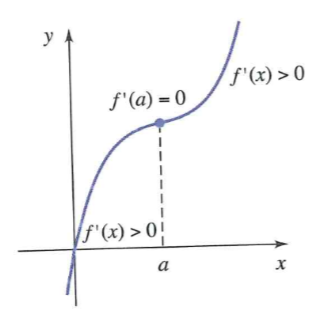 y
f'(x) > 0
f'(a) = 0
f'(x) > 0
a
x